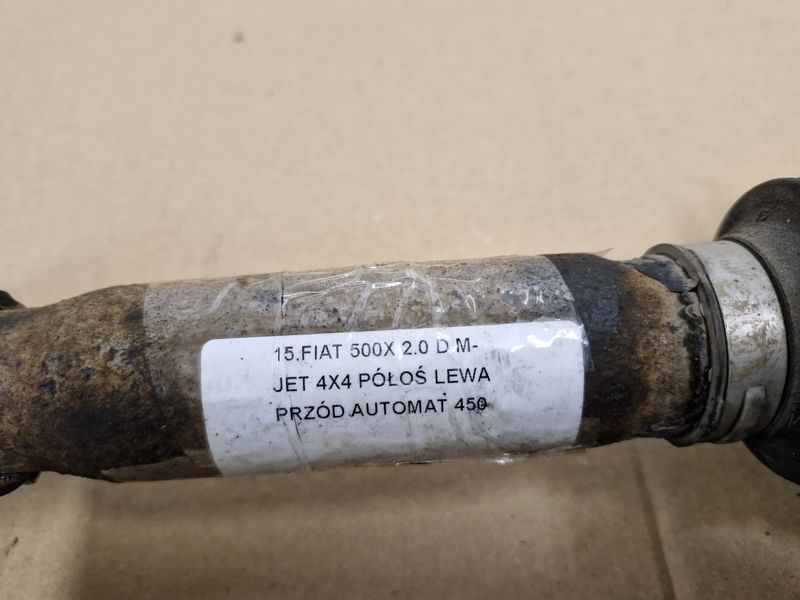 15.FIAT 500X 2.0 D M-
JET 4X4 PÓŁOŚ LEWA
PRZÓD AUTOMAT 450